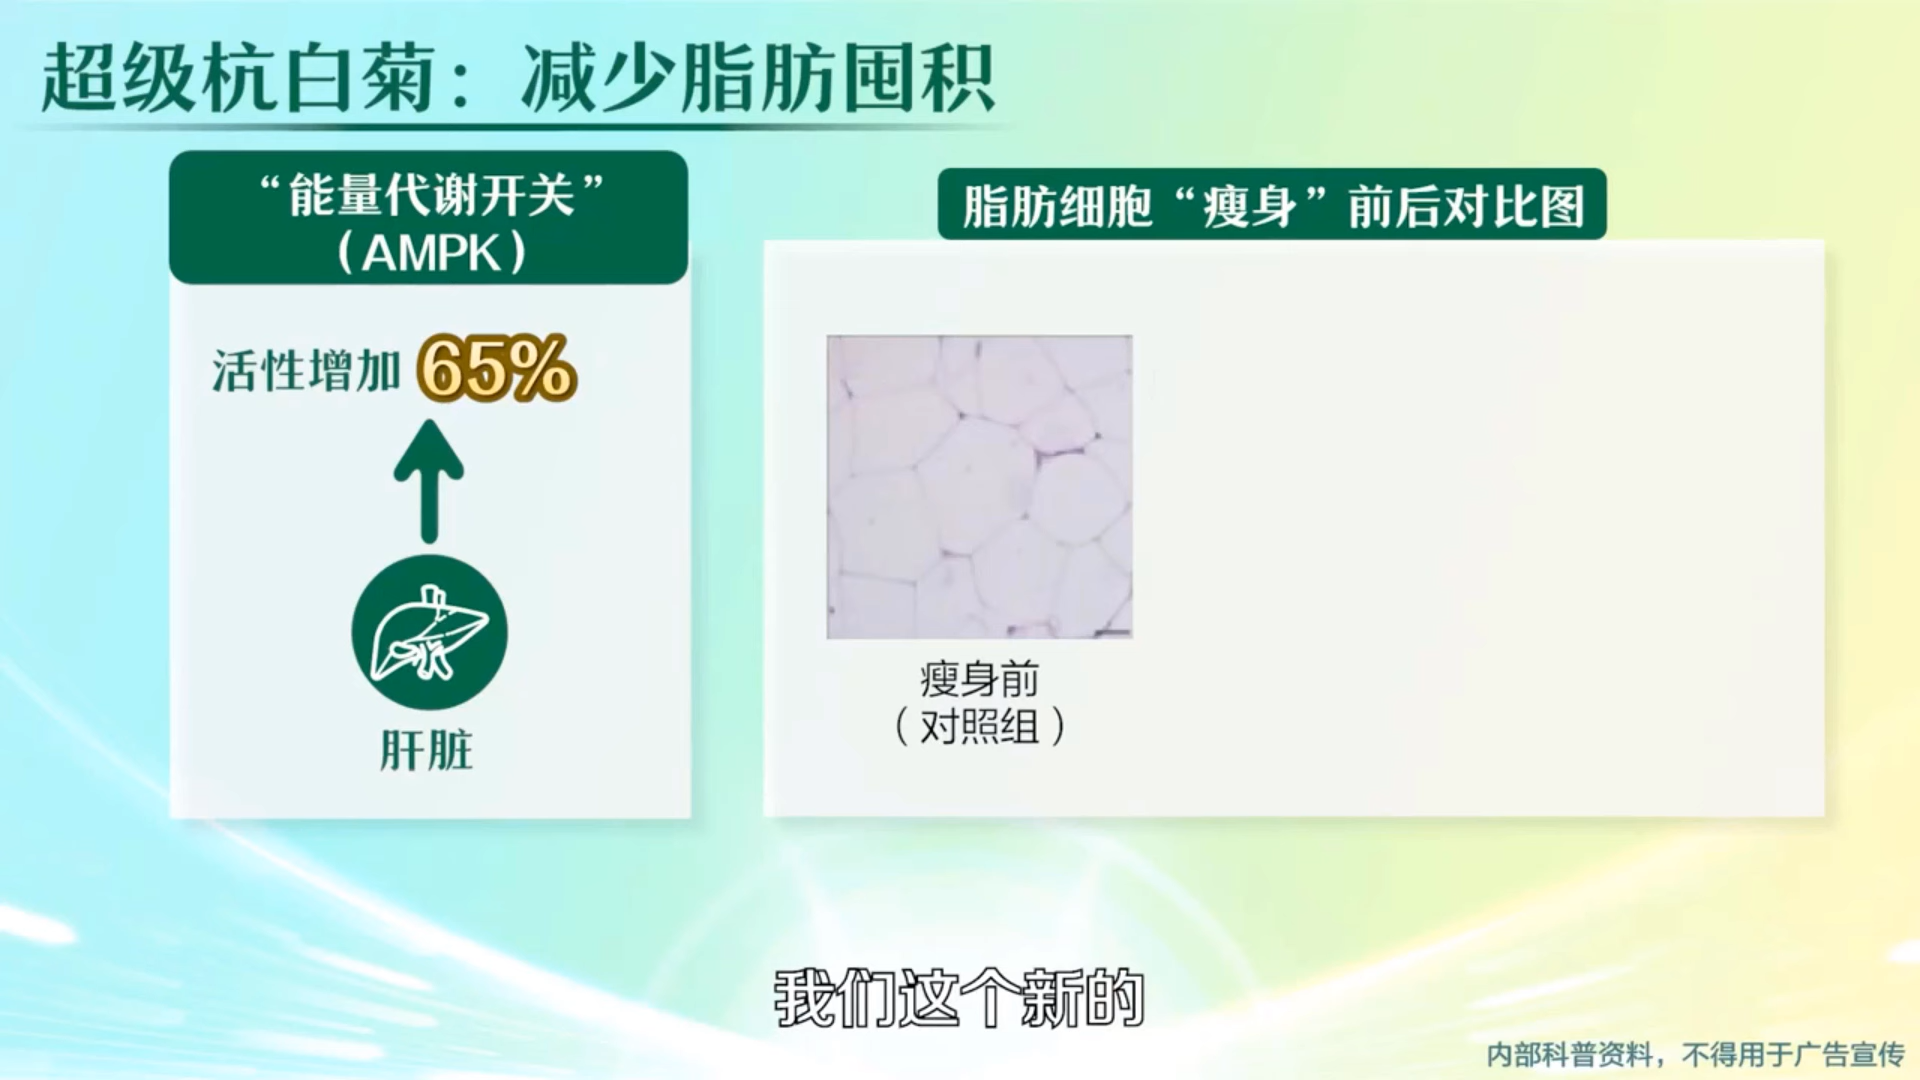 超级杭白菊：减少脂肪囤积
“能量代谢开关”
（AMPK）
活性增加 65%
肝脏
脂肪细胞“瘦身”前后对比图
瘦身前
（对照组）
我们这个新的
内部科普资料，不得用于广告宣传